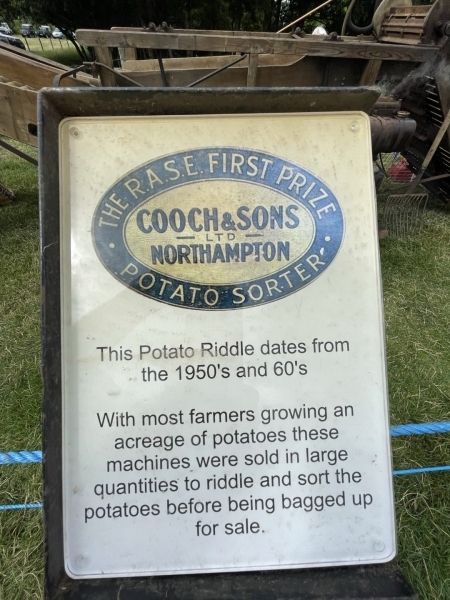 THE R.A.S.E. FIRST PRIZE
COOCH & SONS
LTD
NORTHAMPTON
POTATO SORTER
This Potato Riddle dates from
the 1950's and 60's
With most farmers growing an
acreage of potatoes these
machines were sold in large
quantities to riddle and sort the
potatoes before being bagged up
for sale.